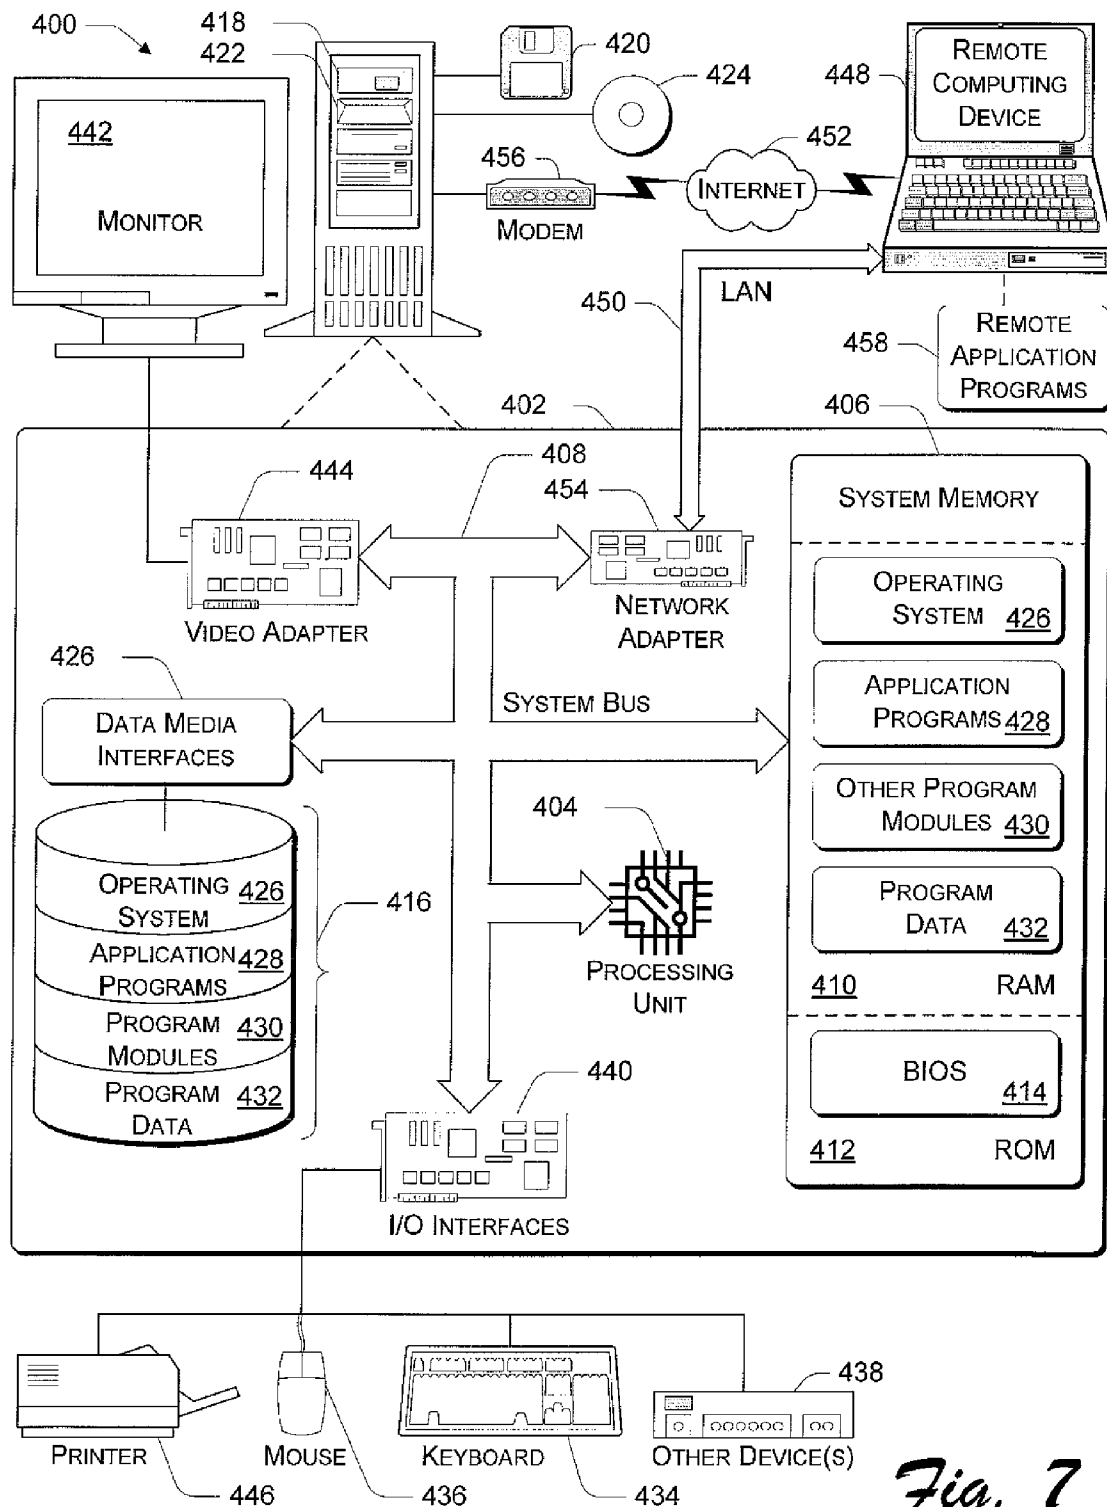 400
418
422
420
424
448
REMOTE
COMPUTING
DEVICE
442
MONITOR
456
MODEM
452
INTERNET
450
LAN
458
REMOTE
APPLICATION
PROGRAMS
402
406
444
408
454
VIDEO ADAPTER
NETWORK
ADAPTER
SYSTEM MEMORY
OPERATING
SYSTEM 426
APPLICATION
PROGRAMS 428
OTHER PROGRAM
MODULES 430
PROGRAM
DATA 432
410 RAM
BIOS
414
412 ROM
426
DATA MEDIA
INTERFACES
SYSTEM BUS
404
PROCESSING
UNIT
OPERATING
SYSTEM 426
APPLICATION
PROGRAMS 428
PROGRAM
MODULES 430
PROGRAM
DATA 432
416
440
I/O INTERFACES
PRINTER
446
MOUSE
436
KEYBOARD
434
438
OTHER DEVICE(S)
Fig. 7